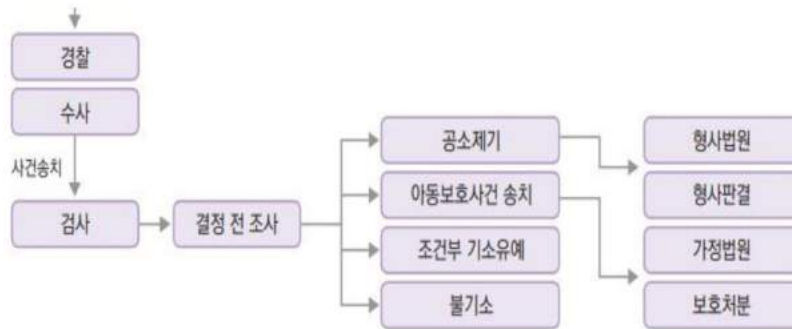 경찰
수사
사건송치
검사
결정 전 조사
공소제기
아동보호사건 송치
조건부 기소유예
불기소
형사법원
형사판결
가정법원
보호처분